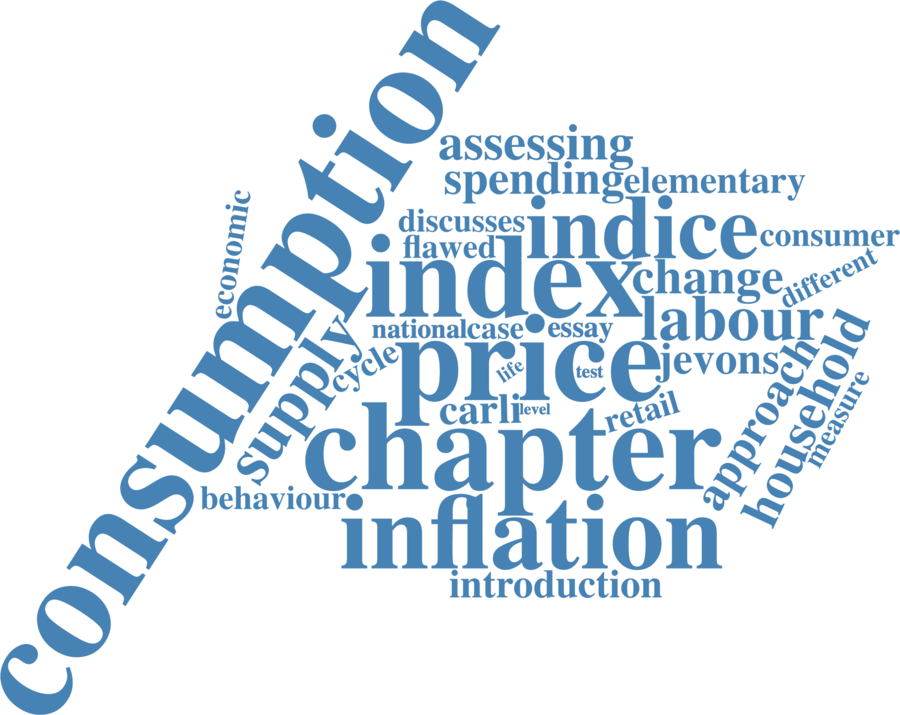 consumption
assessing
spending elementary
economic
discusses indice consumer
flawed
index change different
national case essay labour
supply cycle price jevons
life test
carli level retail
approach household measure
chapter
behaviour
inflation
introduction